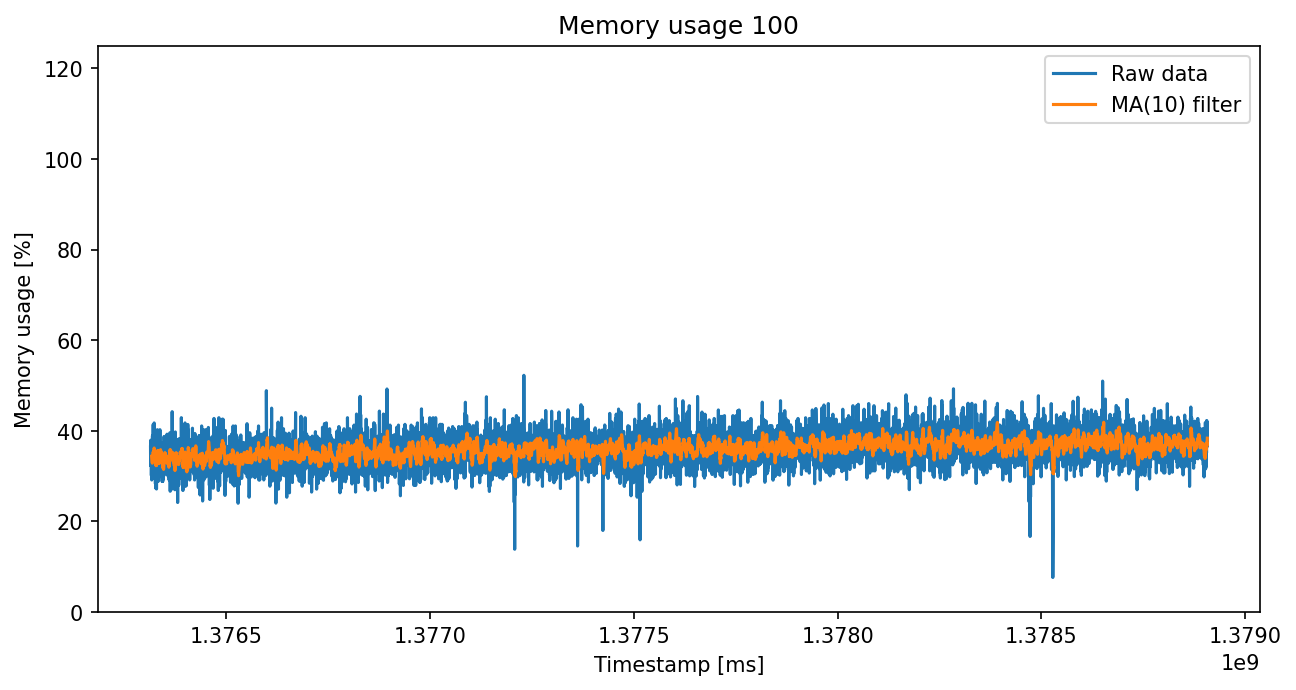 Memory usage 100
Raw data
MA(10) filter
120
100
80
60
40
20
0
Memory usage [%]
1.3765 1.3770 1.3775 1.3780 1.3785 1.3790
1e9
Timestamp [ms]